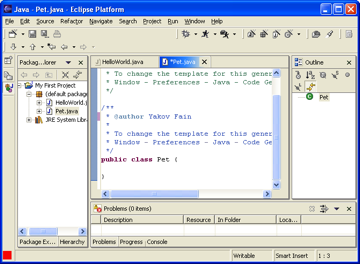 Java - Pet.java - Eclipse Platform
File Edit Source Refactor Navigate Search Project Run Window Help
Packag...lorer
My First Project
(default package
HelloWorld.j
Pet.java
JRE System Libr
Package Ex...
Hierarchy
HelloWorld.java
*Pet.java
* To change the template for this gener
* Window - Preferences - Java - Code Ge
*/
/**
* @author Yakov Fain
*
* To change the template for this gener
* Window - Preferences - Java - Code Ge
*/
public class Pet {
}
Outline
Pet
Problems (0 items)
Description Resource In Folder Loca...
Problems Progress Console
Writable Smart Insert 1 : 3